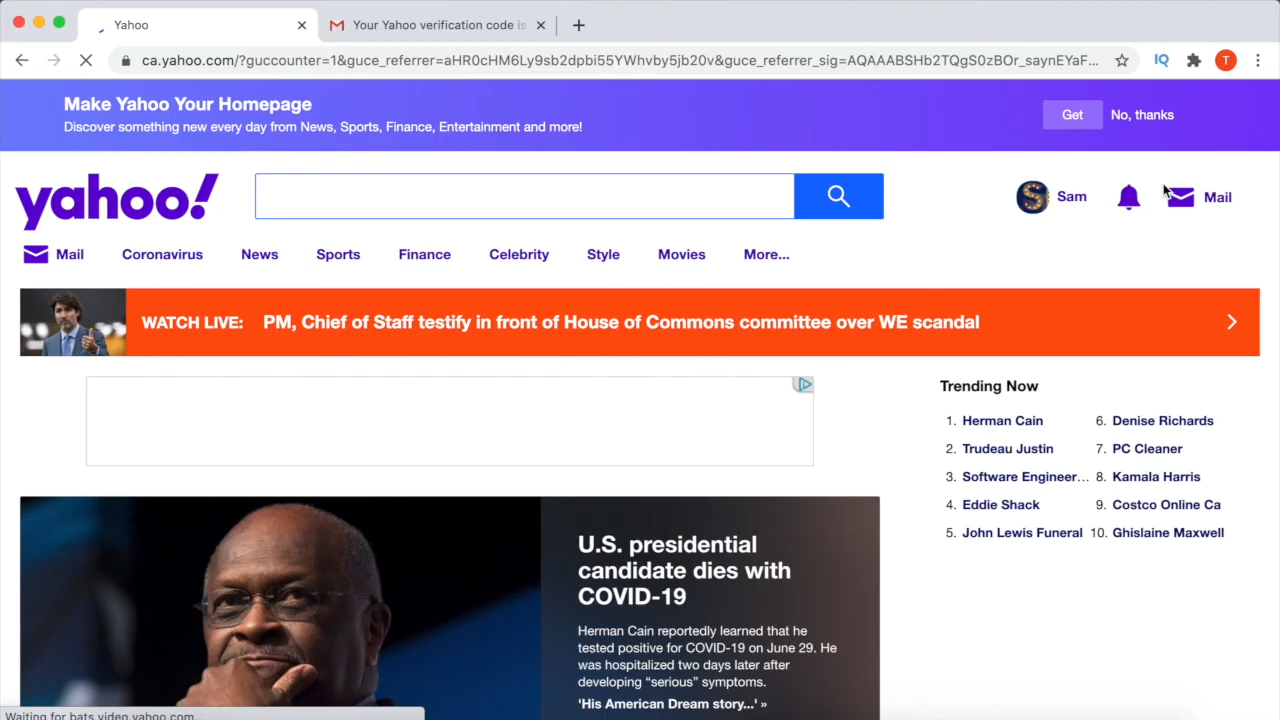 Yahoo
Your Yahoo verification code is
ca.yahoo.com/?guccounter=1&guce_referrer=aHR0cHM6Ly9sb2dpbi55YWhvby5jb20v&guce_referrer_sig=AQAAABSHb2TQgS0zBOr_saynEYaF...
IQ
T
Make Yahoo Your Homepage
Discover something new every day from News, Sports, Finance, Entertainment and more!
Get
No, thanks
yahoo!
S
Sam
Mail
Mail
Coronavirus
News
Sports
Finance
Celebrity
Style
Movies
More...
WATCH LIVE:
PM, Chief of Staff testify in front of House of Commons committee over WE scandal
Trending Now
1. Herman Cain
2. Trudeau Justin
3. Software Engineer...
4. Eddie Shack
5. John Lewis Funeral
6. Denise Richards
7. PC Cleaner
8. Kamala Harris
9. Costco Online Ca
10. Ghislaine Maxwell
U.S. presidential
candidate dies with
COVID-19
Herman Cain reportedly learned that he
tested positive for COVID-19 on June 29. He
was hospitalized two days later after
developing “serious” symptoms.
'His American Dream story...' »
Waiting for bats.video.yahoo.com...